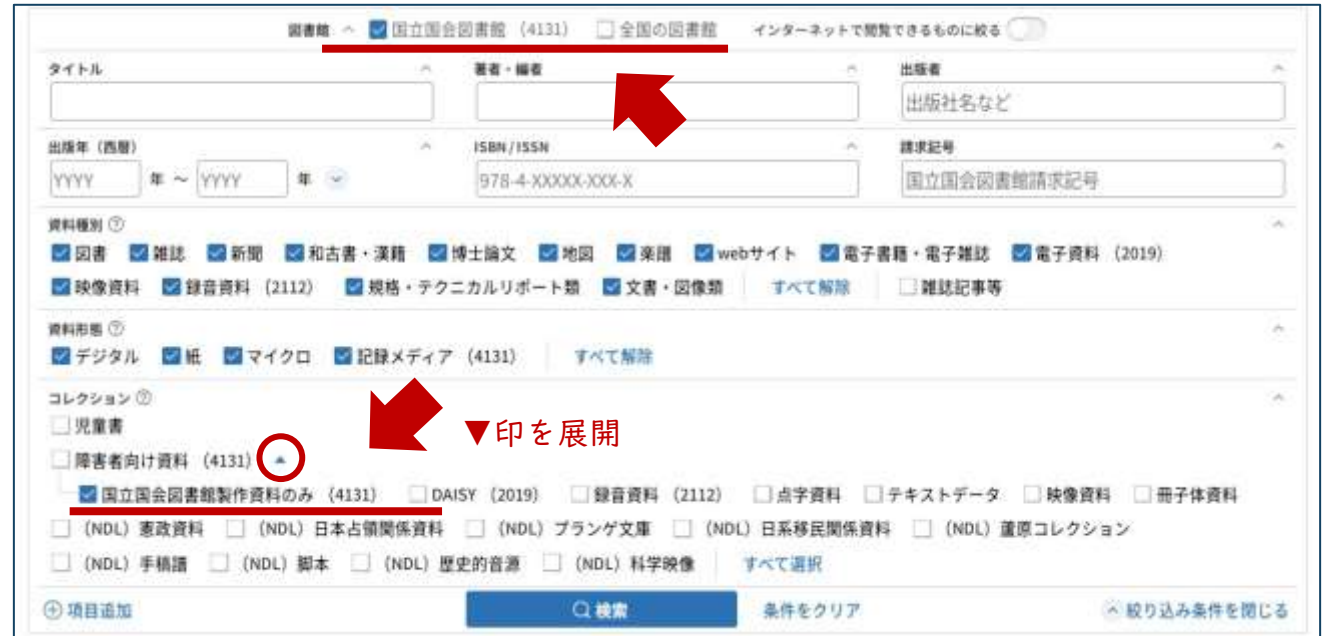 図書館 国立国会図書館 (4131) 全国の図書館 インターネットで閲覧できるものに絞る
タイトル 著者・編者 出版者
出版社名など
出版年 (西暦) ISBN/ISSN 請求記号
YYYY 年 ~ YYYY 年 978-4-XXXXX-XXX-X 国立国会図書館請求記号
資料種別 ?
図書 雑誌 新聞 和古書・漢籍 博士論文 地図 楽譜 webサイト 電子書籍・電子雑誌 電子資料 (2019)
映像資料 録音資料 (2112) 規格・テクニカルリポート類 文書・図像類 すべて解除 雑誌記事等
資料形態 ?
デジタル 紙 マイクロ 記録メディア (4131) すべて解除
コレクション ?
児童書
▼印を展開
障害者向け資料 (4131) ▲
国立国会図書館製作資料のみ (4131) DAISY (2019) 録音資料 (2112) 点字資料 テキストデータ 映像資料 冊子体資料
(NDL) 憲政資料 (NDL) 日本占領関係資料 (NDL) プランゲ文庫 (NDL) 日系移民関係資料 (NDL) 蘆原コレクション
(NDL) 手稿譜 (NDL) 脚本 (NDL) 歴史的音源 (NDL) 科学映像 すべて選択
項目追加 検索 条件をクリア 絞り込み条件を閉じる